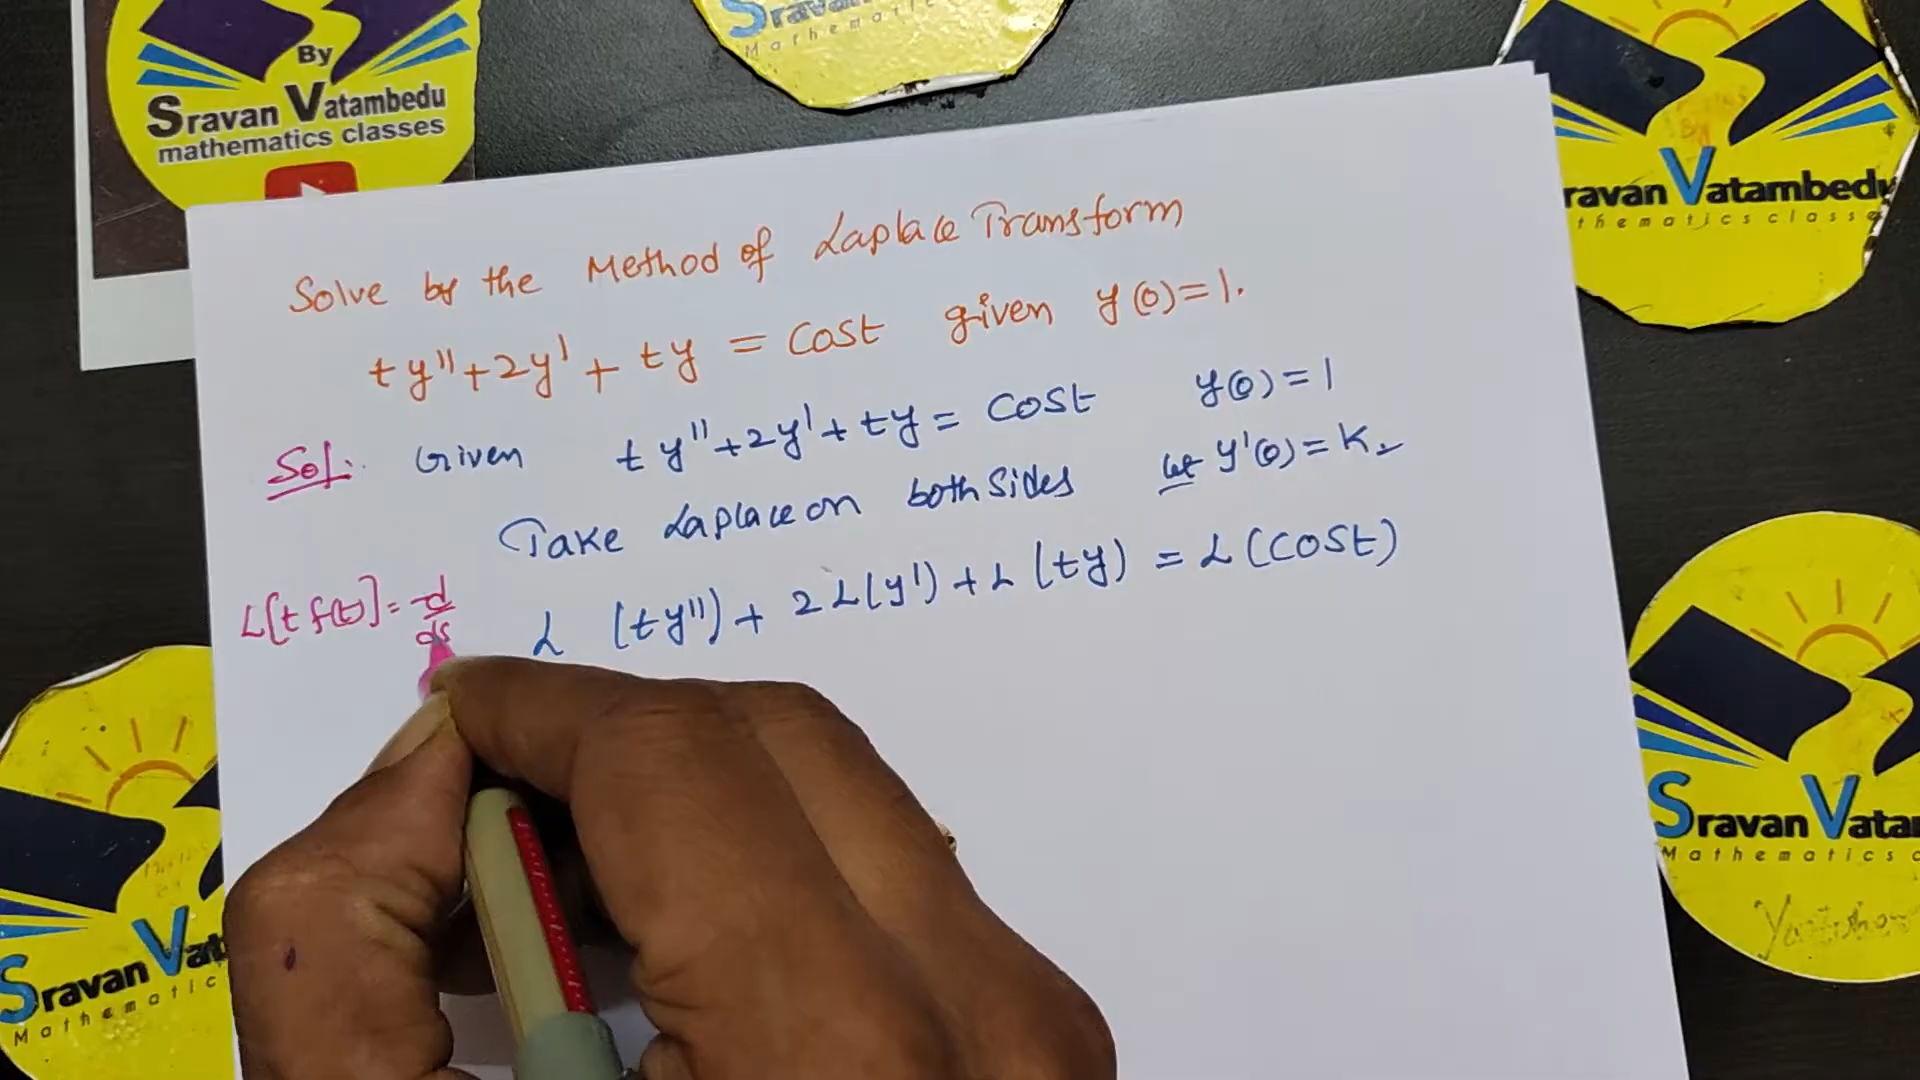 By
Sravan Vatambedu
mathematics classes
Mathematic
ravan Vatambedu
thematics classe
Solve by the Method of Laplace Transform
ty''+2y'+ty = Cost given y(0)=1.
Sol: Given ty''+2y'+ty = Cost y(0)=1
Take Laplace on both Sides let y'(0)=K
L[t f(t)] = -d/ds L (ty'') + 2L(y') + L (ty) = L (Cost)
Sravan Vata
Mathematics c
Sravan Vat
Mathematic